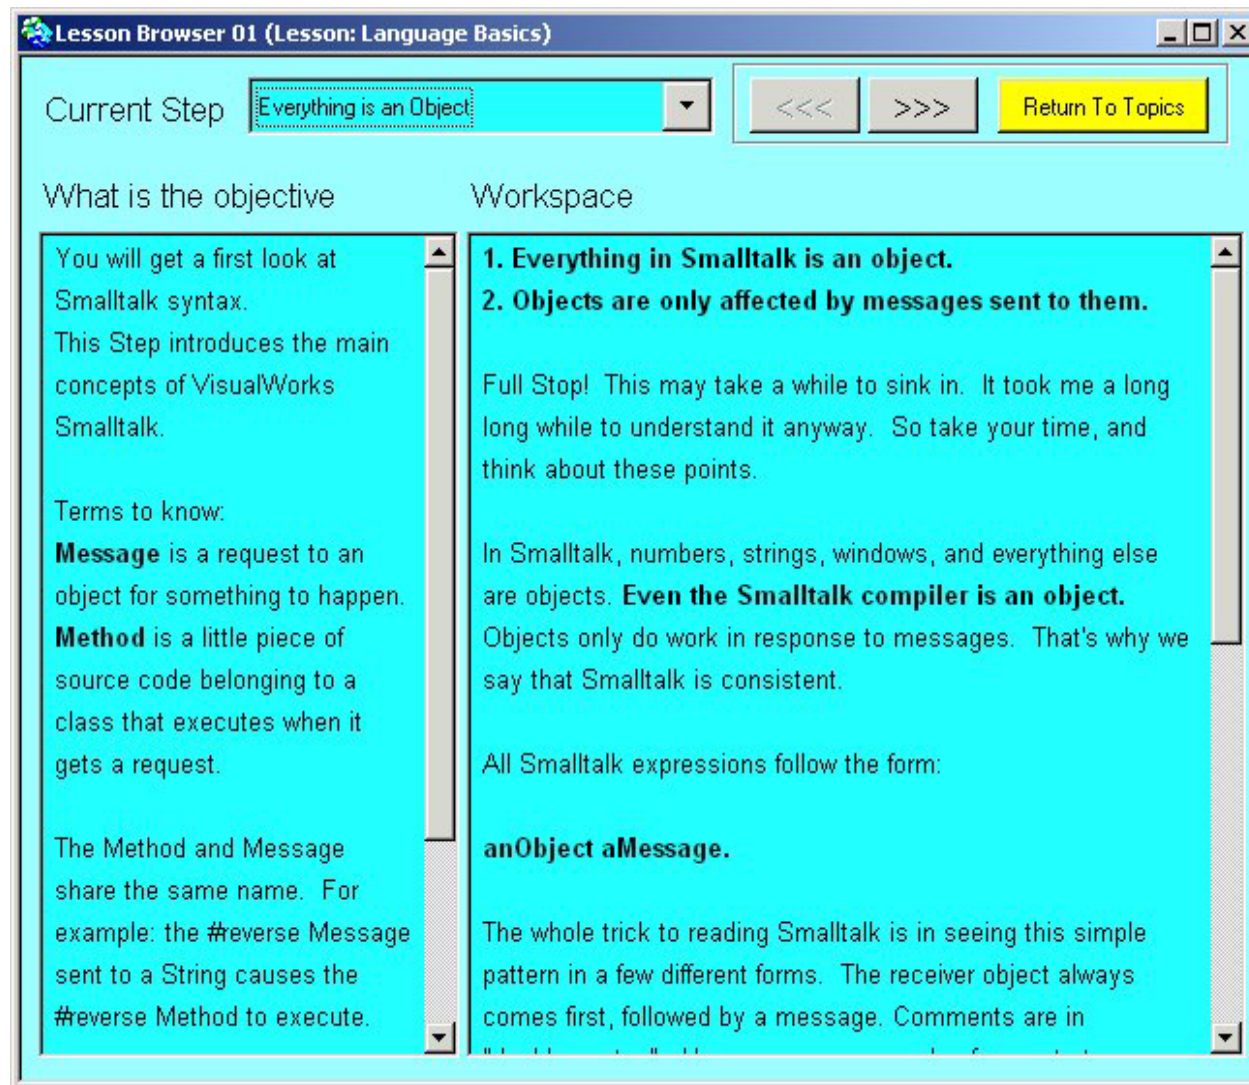 Lesson Browser 01 (Lesson: Language Basics)
Current Step
Everything is an Object
<<<
>>>
Return To Topics
What is the objective
You will get a first look at
Smalltalk syntax.
This Step introduces the main
concepts of VisualWorks
Smalltalk.
Terms to know:
Message is a request to an
object for something to happen.
Method is a little piece of
source code belonging to a
class that executes when it
gets a request.
The Method and Message
share the same name.  For
example: the #reverse Message
sent to a String causes the
#reverse Method to execute.
Workspace
1. Everything in Smalltalk is an object.
2. Objects are only affected by messages sent to them.
Full Stop!  This may take a while to sink in.  It took me a long
long while to understand it anyway.  So take your time, and
think about these points.
In Smalltalk, numbers, strings, windows, and everything else
are objects. Even the Smalltalk compiler is an object.
Objects only do work in response to messages.  That's why we
say that Smalltalk is consistent.
All Smalltalk expressions follow the form:
anObject aMessage.
The whole trick to reading Smalltalk is in seeing this simple
pattern in a few different forms.  The receiver object always
comes first, followed by a message. Comments are in